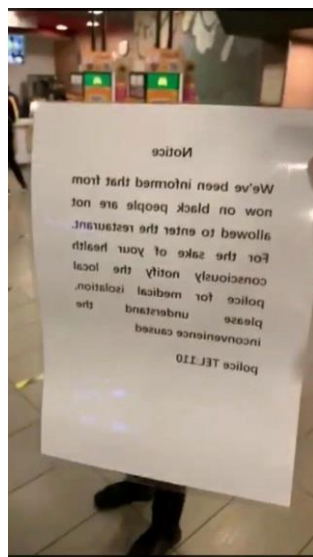 Notice
We've been informed that from
now on black people are not
allowed to enter the restaurant.
For the sake of your health
consciously notify the local
police for medical isolation,
please understand the
inconvenience caused
police TEL:110